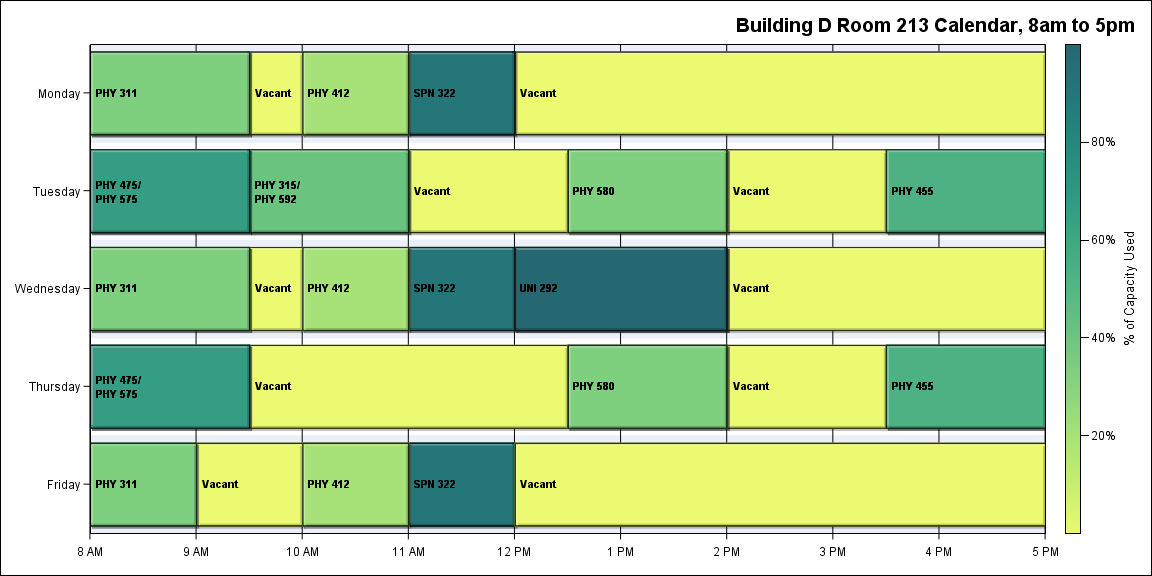 Building D Room 213 Calendar, 8am to 5pm
Monday
PHY 311
Vacant
PHY 412
SPN 322
Vacant
Tuesday
PHY 475/
PHY 575
PHY 315/
PHY 592
Vacant
PHY 580
Vacant
PHY 455
Wednesday
PHY 311
Vacant
PHY 412
SPN 322
UNI 292
Vacant
Thursday
PHY 475/
PHY 575
Vacant
PHY 580
Vacant
PHY 455
Friday
PHY 311
Vacant
PHY 412
SPN 322
Vacant
8 AM
9 AM
10 AM
11 AM
12 PM
1 PM
2 PM
3 PM
4 PM
5 PM
80%
60%
40%
20%
% of Capacity Used